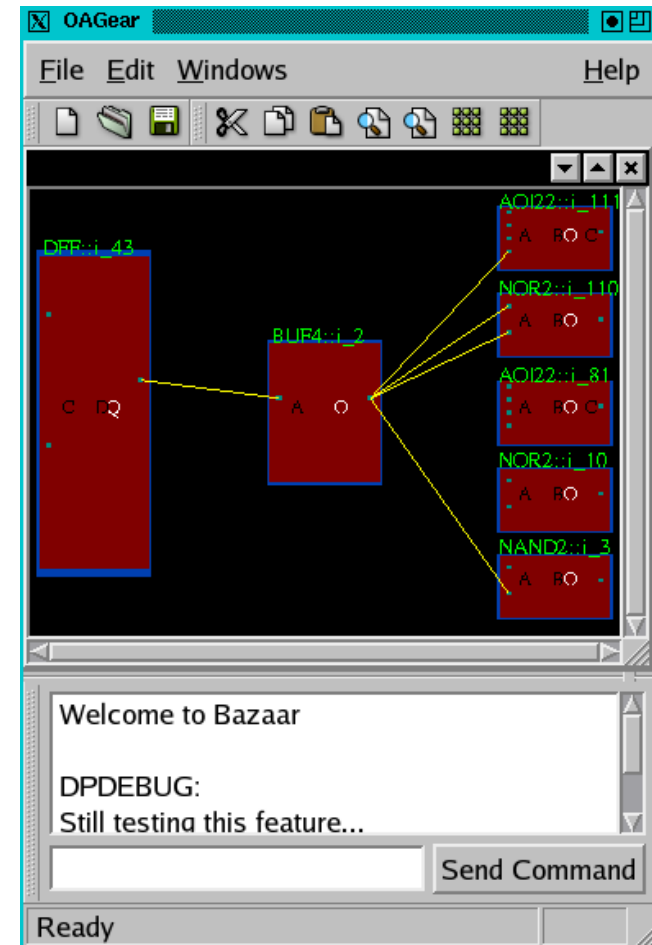 OAGear
File Edit Windows Help
AOI22::i_111
A B O C
DFF::i_43
NOR2::i_110
A B O
BUF4::i_2
AOI22::i_81
C D Q
A O
A B O C
NOR2::i_10
A B O
NAND2::i_3
A B O
Welcome to Bazaar
DPDEBUG:
Still testing this feature...
Send Command
Ready